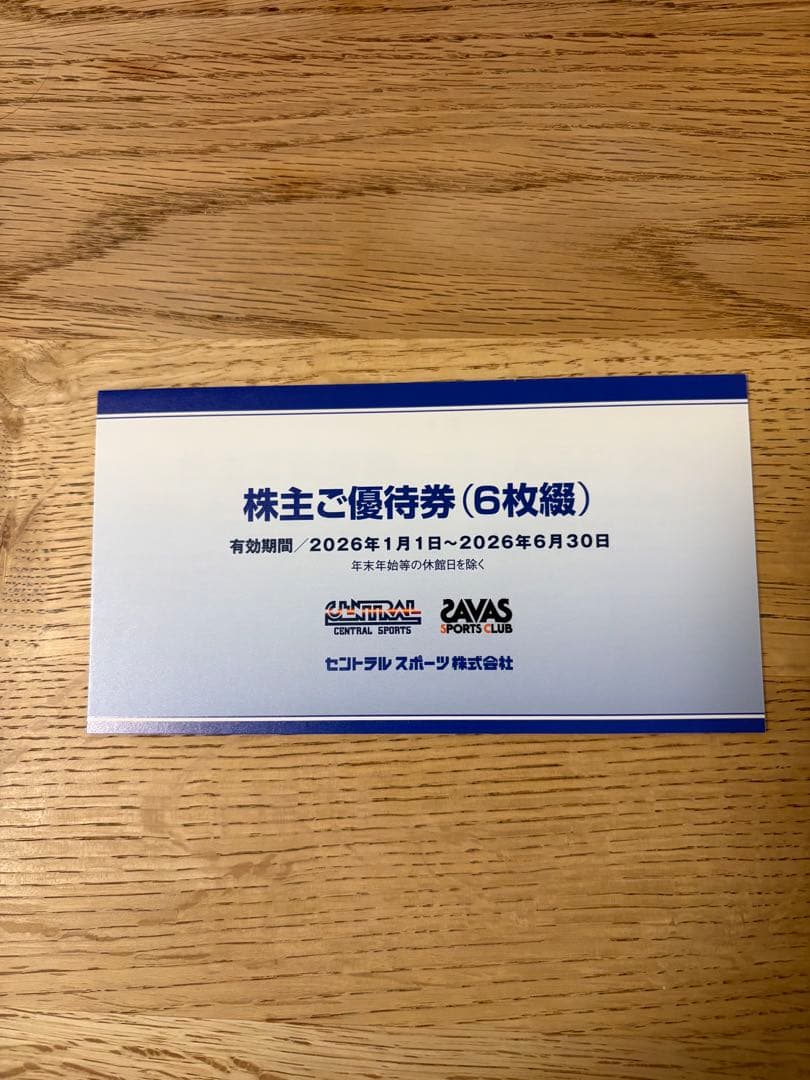 株主ご優待券(6枚綴)
有効期間/2026年1月1日~2026年6月30日
年末年始等の休館日を除く
CENTRAL SAVAS
CENTRAL SPORTS SPORTS CLUB
セントラルスポーツ株式会社